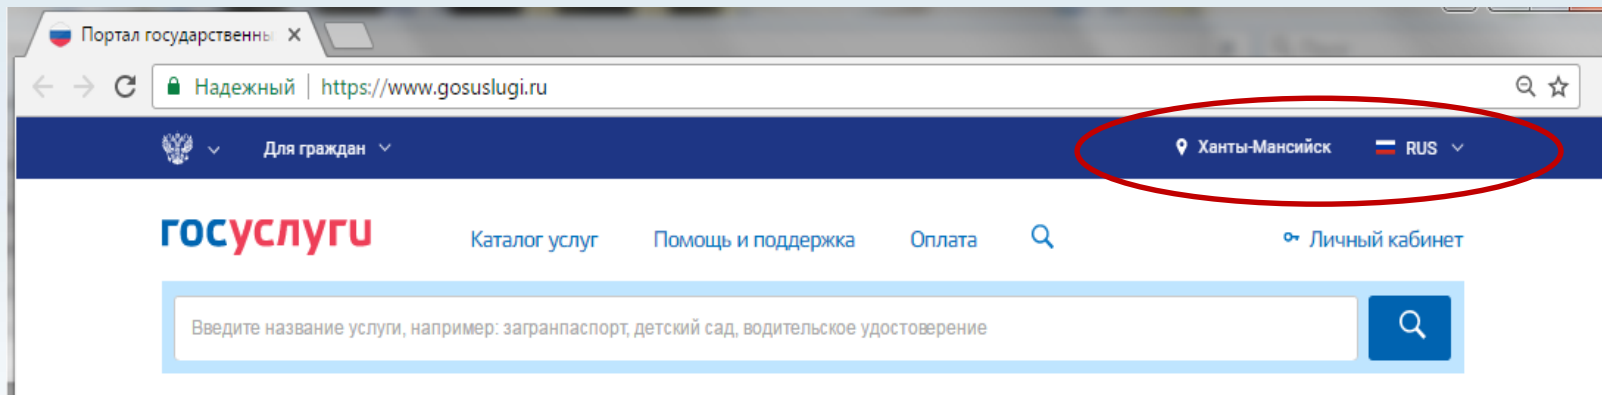 Портал государственны
Надежный https://www.gosuslugi.ru
Для граждан Ханты-Мансийск RUS
госуслуги Каталог услуг Помощь и поддержка Оплата Личный кабинет
Введите название услуги, например: загранпаспорт, детский сад, водительское удостоверение